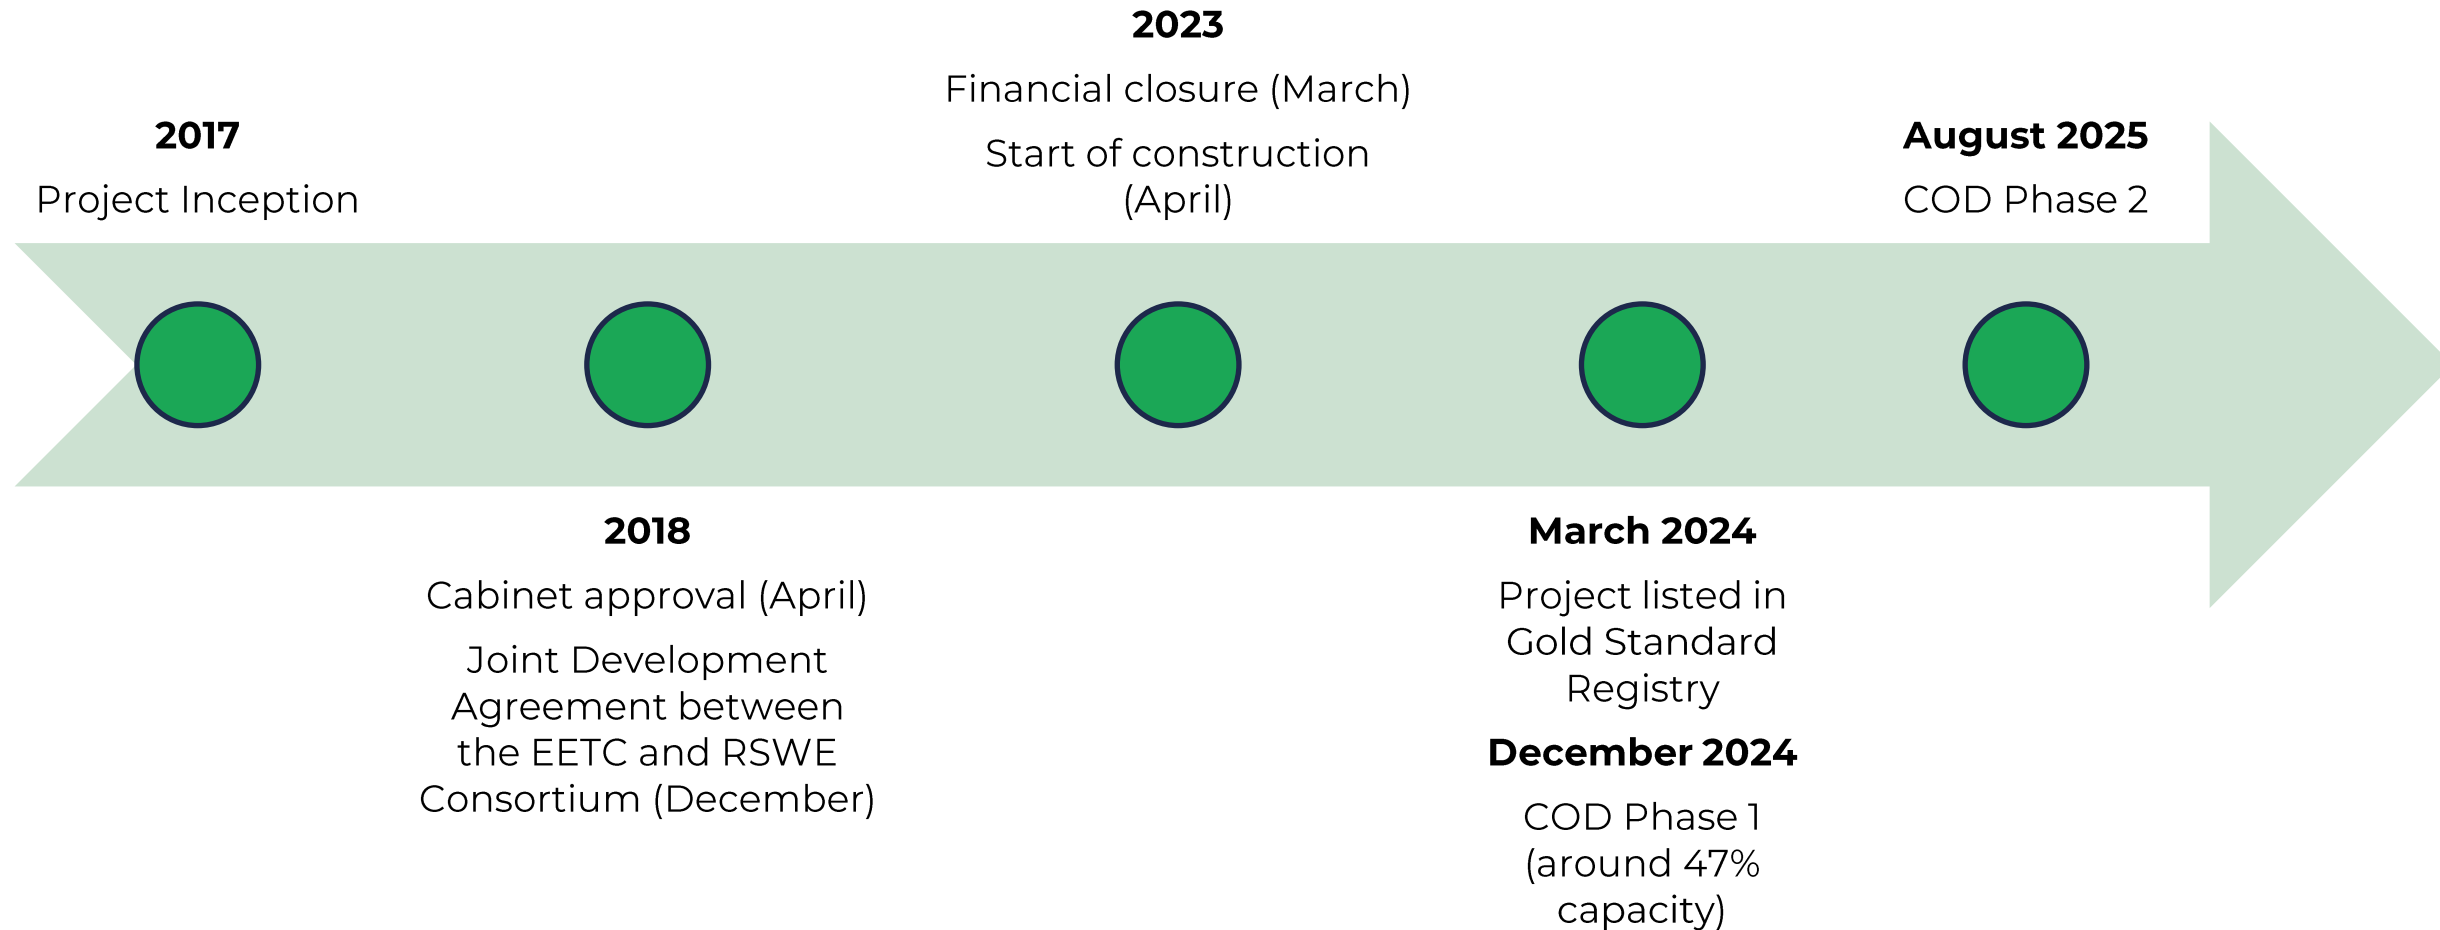 2017
Project Inception
2018
Cabinet approval (April)
Joint Development
Agreement between
the EETC and RSWE
Consortium (December)
2023
Financial closure (March)
Start of construction
(April)
March 2024
Project listed in
Gold Standard
Registry
December 2024
COD Phase 1
(around 47%
capacity)
August 2025
COD Phase 2